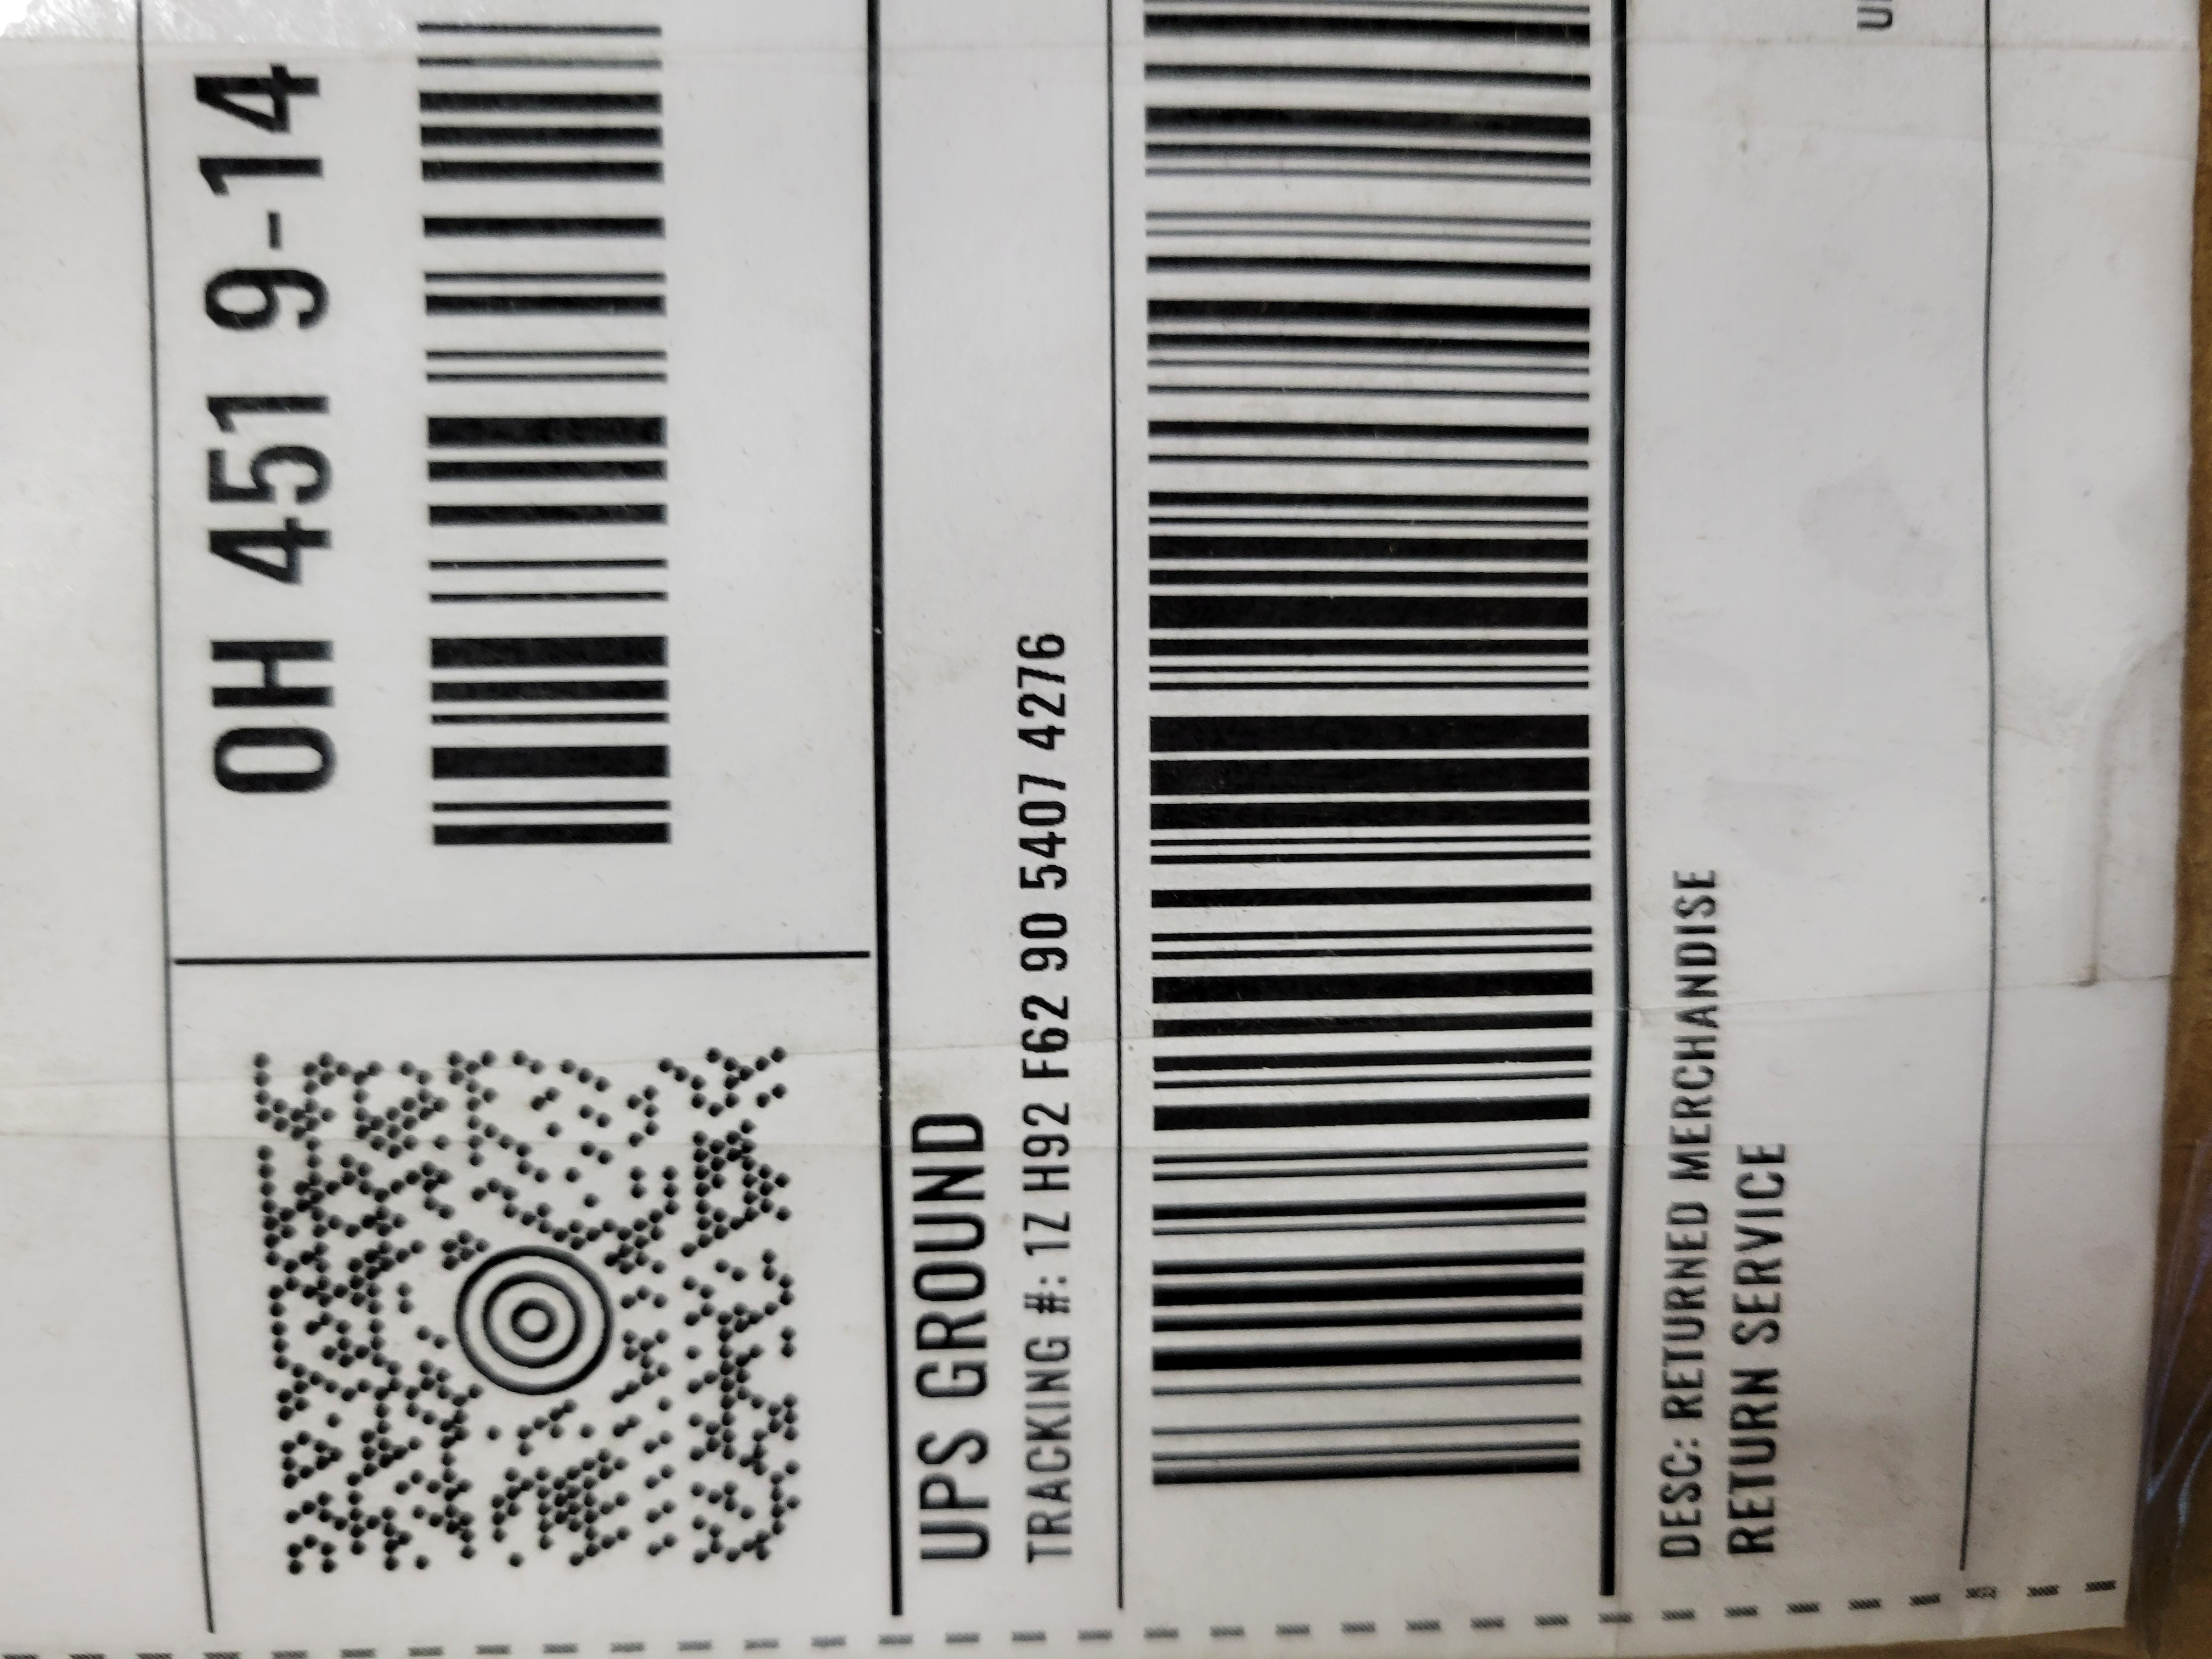 OH 451 9-14
UPS GROUND
TRACKING #: 1Z H92 F62 90 5407 4276
DESC: RETURNED MERCHANDISE
RETURN SERVICE